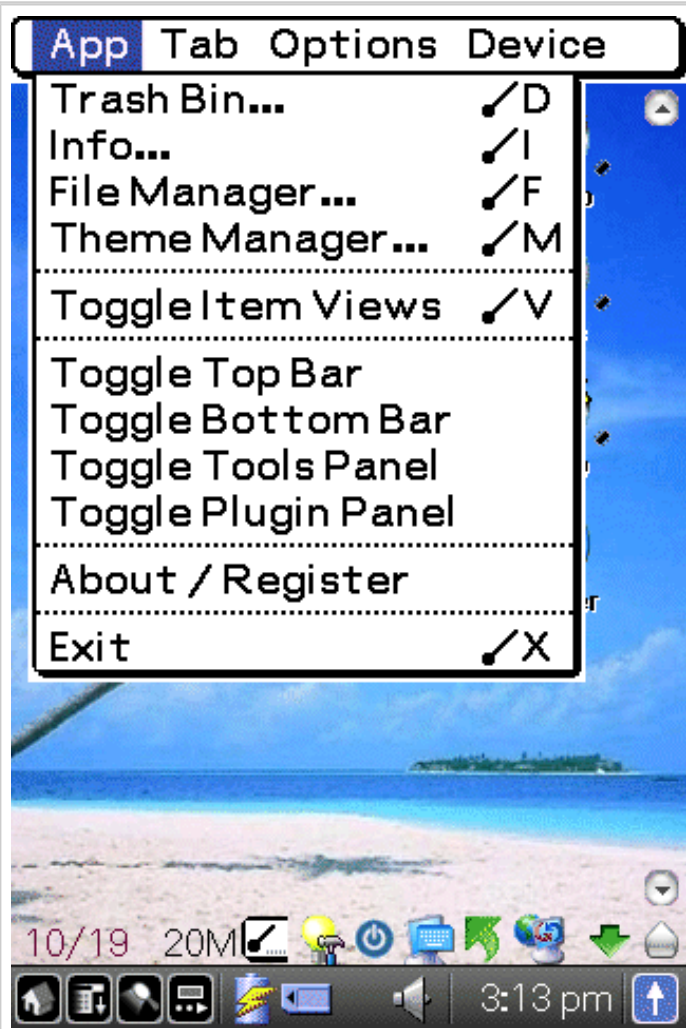 App Tab Options Device
Trash Bin... D
Info... I
File Manager... F
Theme Manager... M
Toggle Item Views V
Toggle Top Bar
Toggle Bottom Bar
Toggle Tools Panel
Toggle Plugin Panel
About / Register
Exit X
10/19 20M
3:13 pm